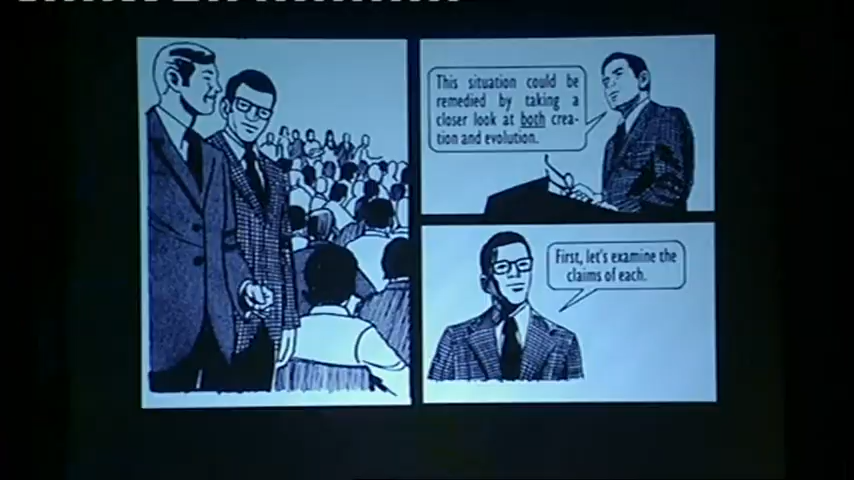 This situation could be
remedied by taking a
closer look at both crea-
tion and evolution.
First, let's examine the
claims of each.